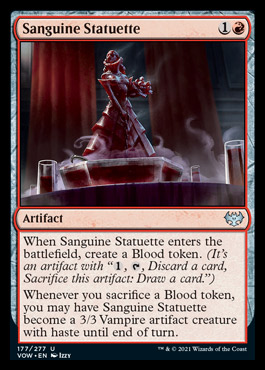 Sanguine Statuette 1
Artifact
When Sanguine Statuette enters the
battlefield, create a Blood token. (It's
an artifact with “1, , Discard a card,
Sacrifice this artifact: Draw a card.”)
Whenever you sacrifice a Blood token,
you may have Sanguine Statuette
become a 3/3 Vampire artifact creature
with haste until end of turn.
177/277 U
VOW • EN Izzy
™ & © 2021 Wizards of the Coast